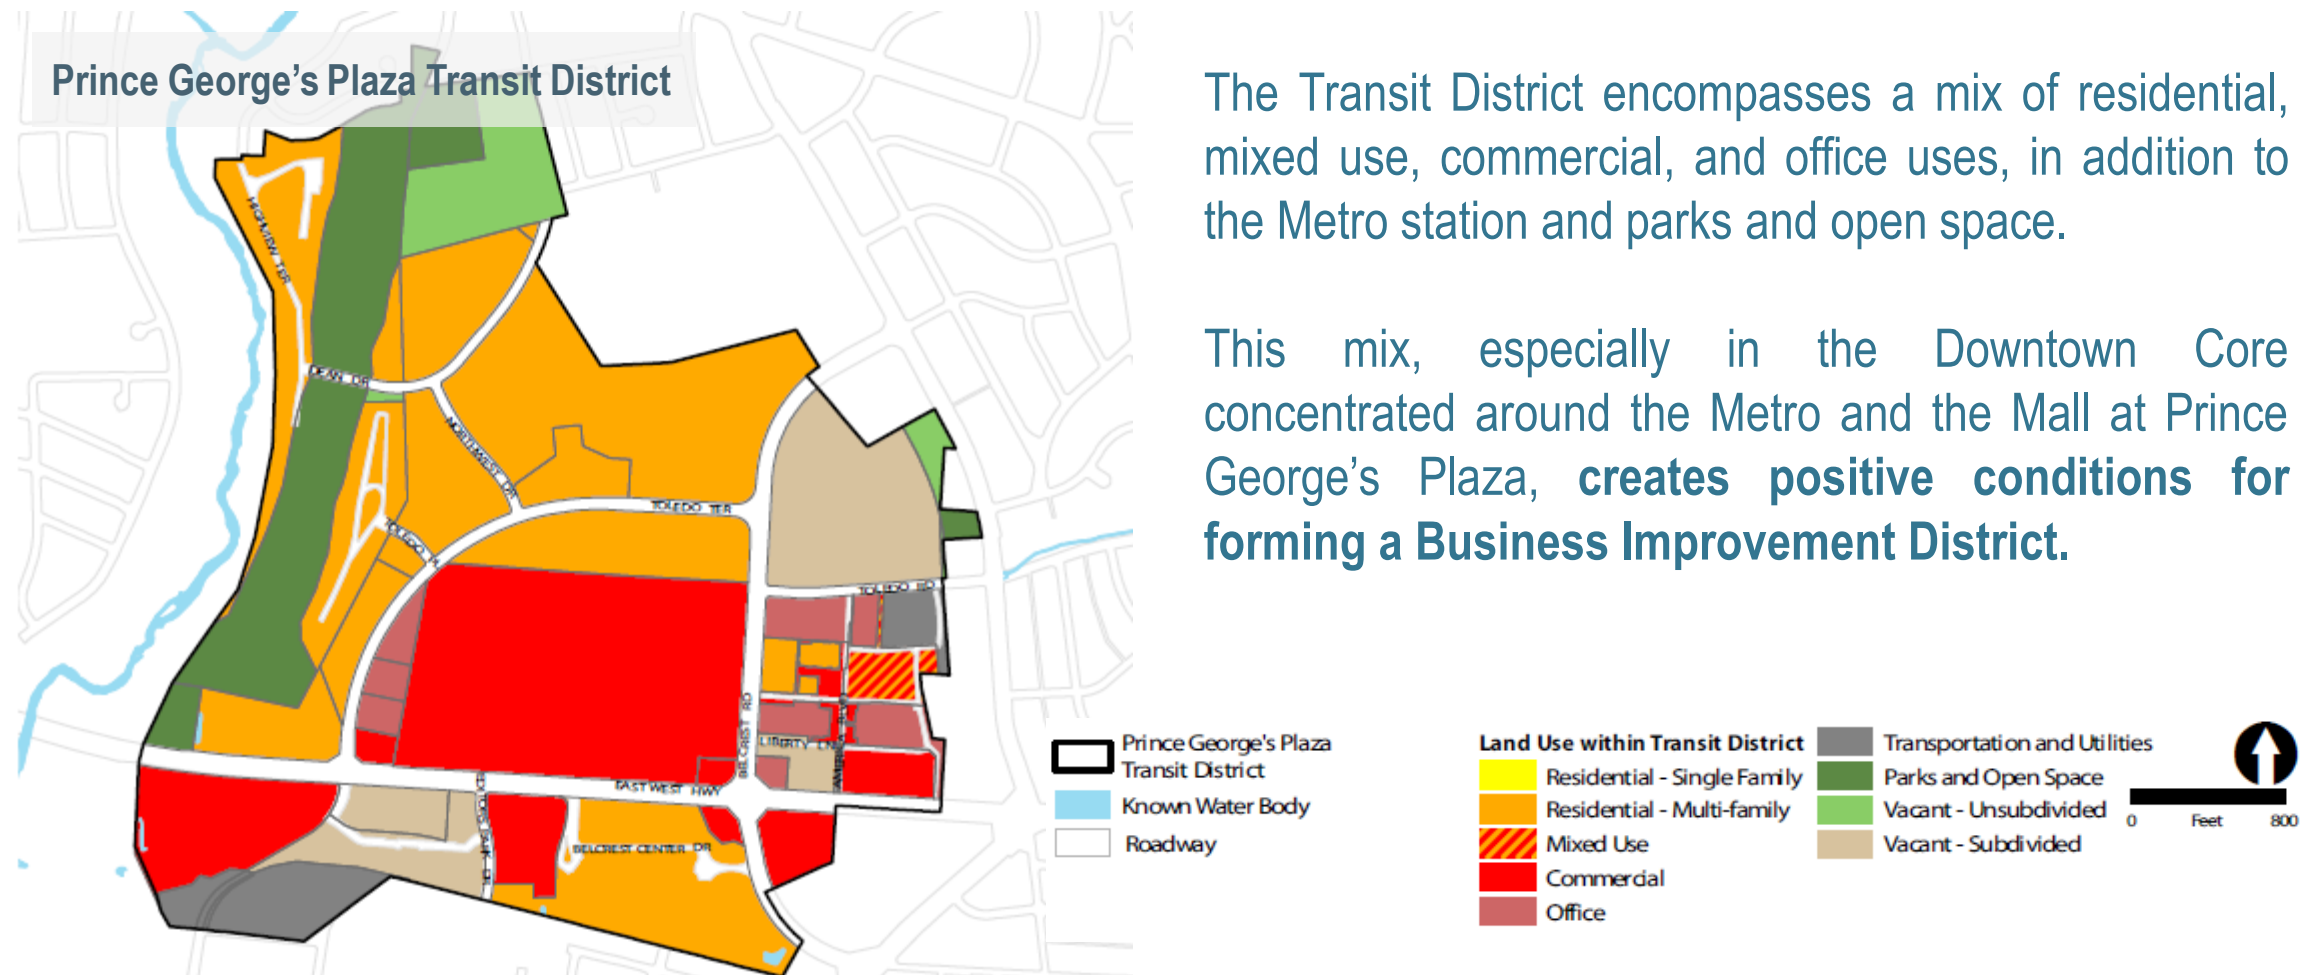 Prince George's Plaza Transit District
The Transit District encompasses a mix of residential,
mixed use, commercial, and office uses, in addition to
the Metro station and parks and open space.
This mix, especially in the Downtown Core
concentrated around the Metro and the Mall at Prince
George's Plaza, creates positive conditions for
forming a Business Improvement District.
HIGHVIEW TER
DEAN DR
NORTHWEST DR
TOLEDO TER
TOLEDO PL
TOLEDO RD
BELCREST RD
LIBERTY LN
EAST WEST HWY
BELCREST CENTER DR
Prince George's Plaza
Transit District
Known Water Body
Roadway
Land Use within Transit District
Residential - Single Family
Residential - Multi-family
Mixed Use
Commercial
Office
Transportation and Utilities
Parks and Open Space
Vacant - Unsubdivided
Vacant - Subdivided
0 Feet 800